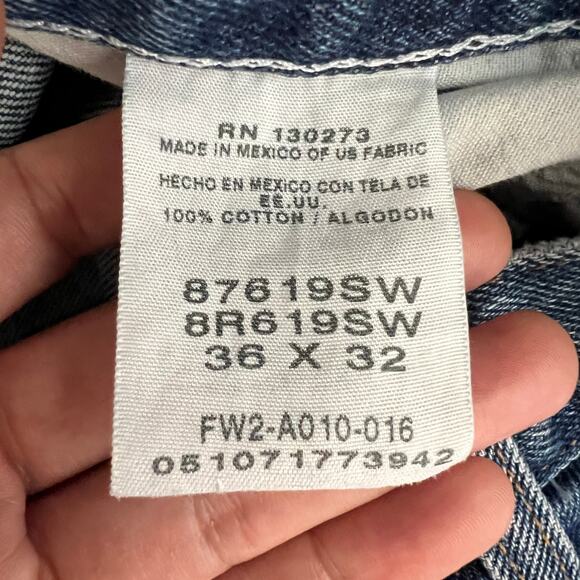 RN 130273
MADE IN MEXICO OF US FABRIC
HECHO EN MEXICO CON TELA DE
EE.UU.
100% COTTON / ALGODON
87619SW
8R619SW
36 X 32
FW2-A010-016
051071773942